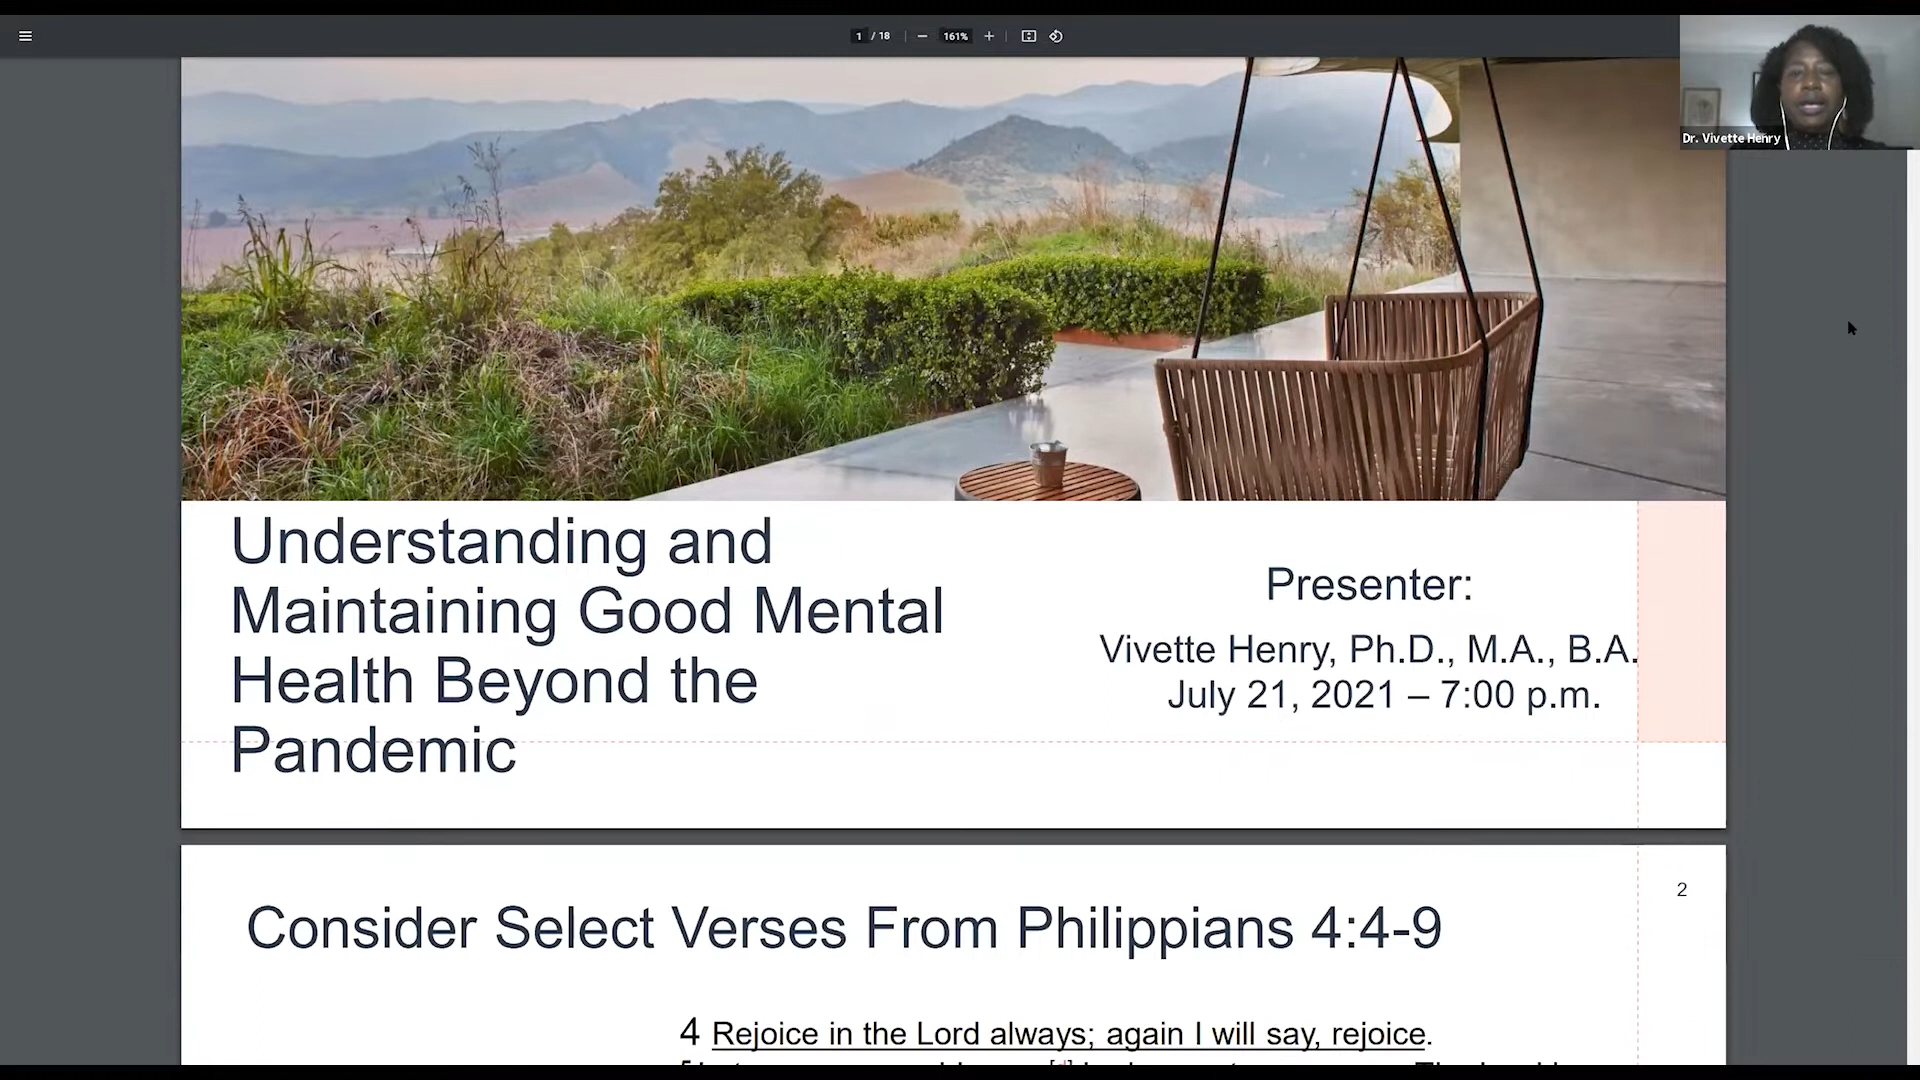 1 / 18 161%
Dr. Vivette Henry
Understanding and
Maintaining Good Mental
Health Beyond the
Pandemic
Presenter:
Vivette Henry, Ph.D., M.A., B.A.
July 21, 2021 – 7:00 p.m.
2
Consider Select Verses From Philippians 4:4-9
4 Rejoice in the Lord always; again I will say, rejoice.